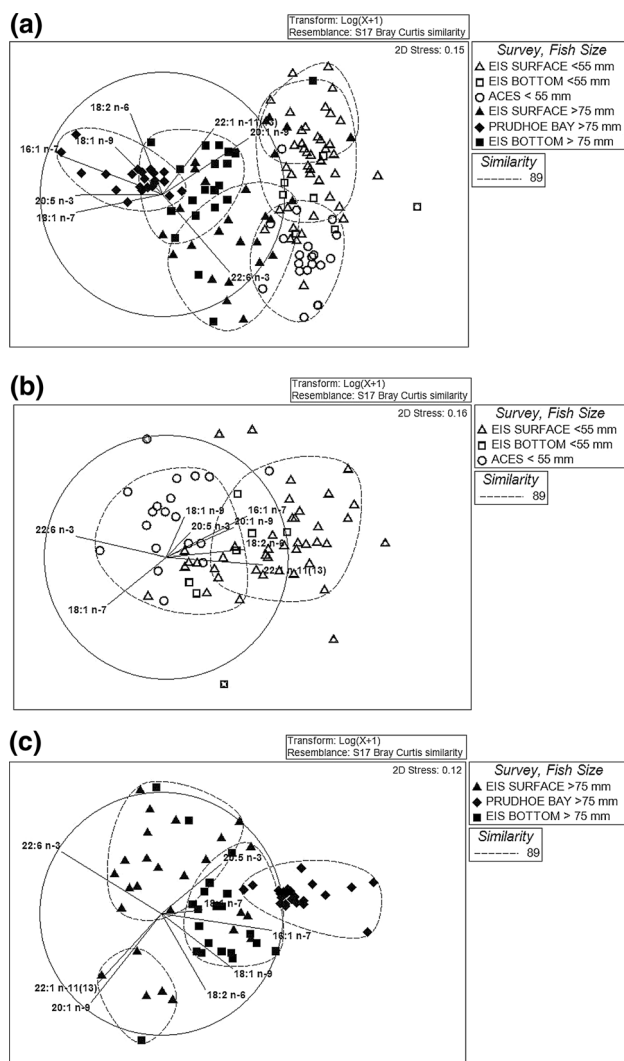 (a)
Transform: Log(X+1)
Resemblance: S17 Bray Curtis similarity
2D Stress: 0.15
Survey, Fish Size
EIS SURFACE <55 mm
EIS BOTTOM <55 mm
ACES < 55 mm
EIS SURFACE >75 mm
PRUDHOE BAY >75 mm
EIS BOTTOM > 75 mm
Similarity
89
18:2 n-6
22:1 n-11(13)
20:1 n-9
18:1 n-9
16:1 n-7
20:5 n-3
18:1 n-7
22:6 n-3
(b)
Transform: Log(X+1)
Resemblance: S17 Bray Curtis similarity
2D Stress: 0.16
Survey, Fish Size
EIS SURFACE <55 mm
EIS BOTTOM <55 mm
ACES < 55 mm
Similarity
89
18:1 n-9
16:1 n-7
20:5 n-3
20:1 n-9
22:6 n-3
18:2 n-6
22:1 n-11(13)
18:1 n-7
(c)
Transform: Log(X+1)
Resemblance: S17 Bray Curtis similarity
2D Stress: 0.12
Survey, Fish Size
EIS SURFACE >75 mm
PRUDHOE BAY >75 mm
EIS BOTTOM > 75 mm
Similarity
89
22:6 n-3
20:5 n-3
18:1 n-7
16:1 n-7
18:1 n-9
22:1 n-11(13)
18:2 n-6
20:1 n-9